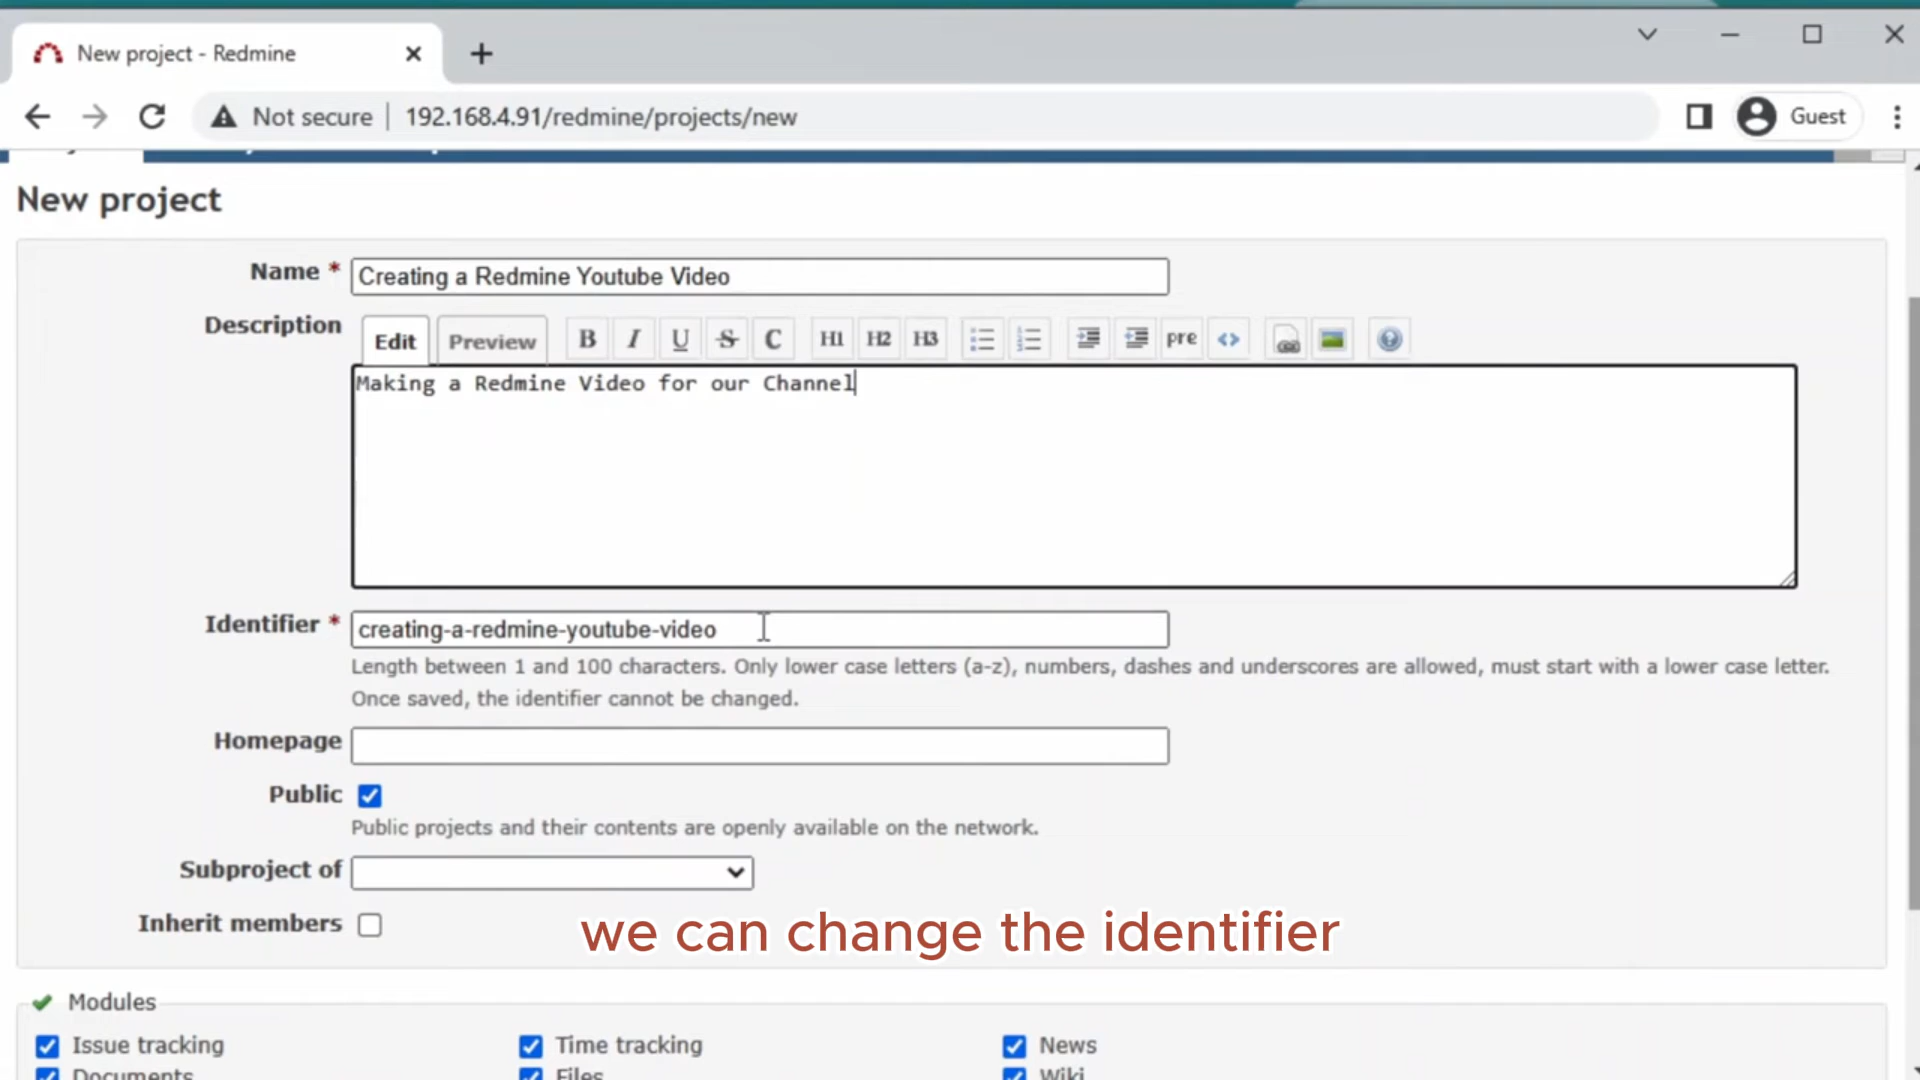 New project - Redmine
Not secure 192.168.4.91/redmine/projects/new Guest
New project
Name * Creating a Redmine Youtube Video
Description Edit Preview B I U S C H1 H2 H3 pre <>
Making a Redmine Video for our Channel
Identifier * creating-a-redmine-youtube-video
Length between 1 and 100 characters. Only lower case letters (a-z), numbers, dashes and underscores are allowed, must start with a lower case letter.
Once saved, the identifier cannot be changed.
Homepage
Public
Public projects and their contents are openly available on the network.
Subproject of
Inherit members
we can change the identifier
Modules
Issue tracking Time tracking News
Documents Files Wiki